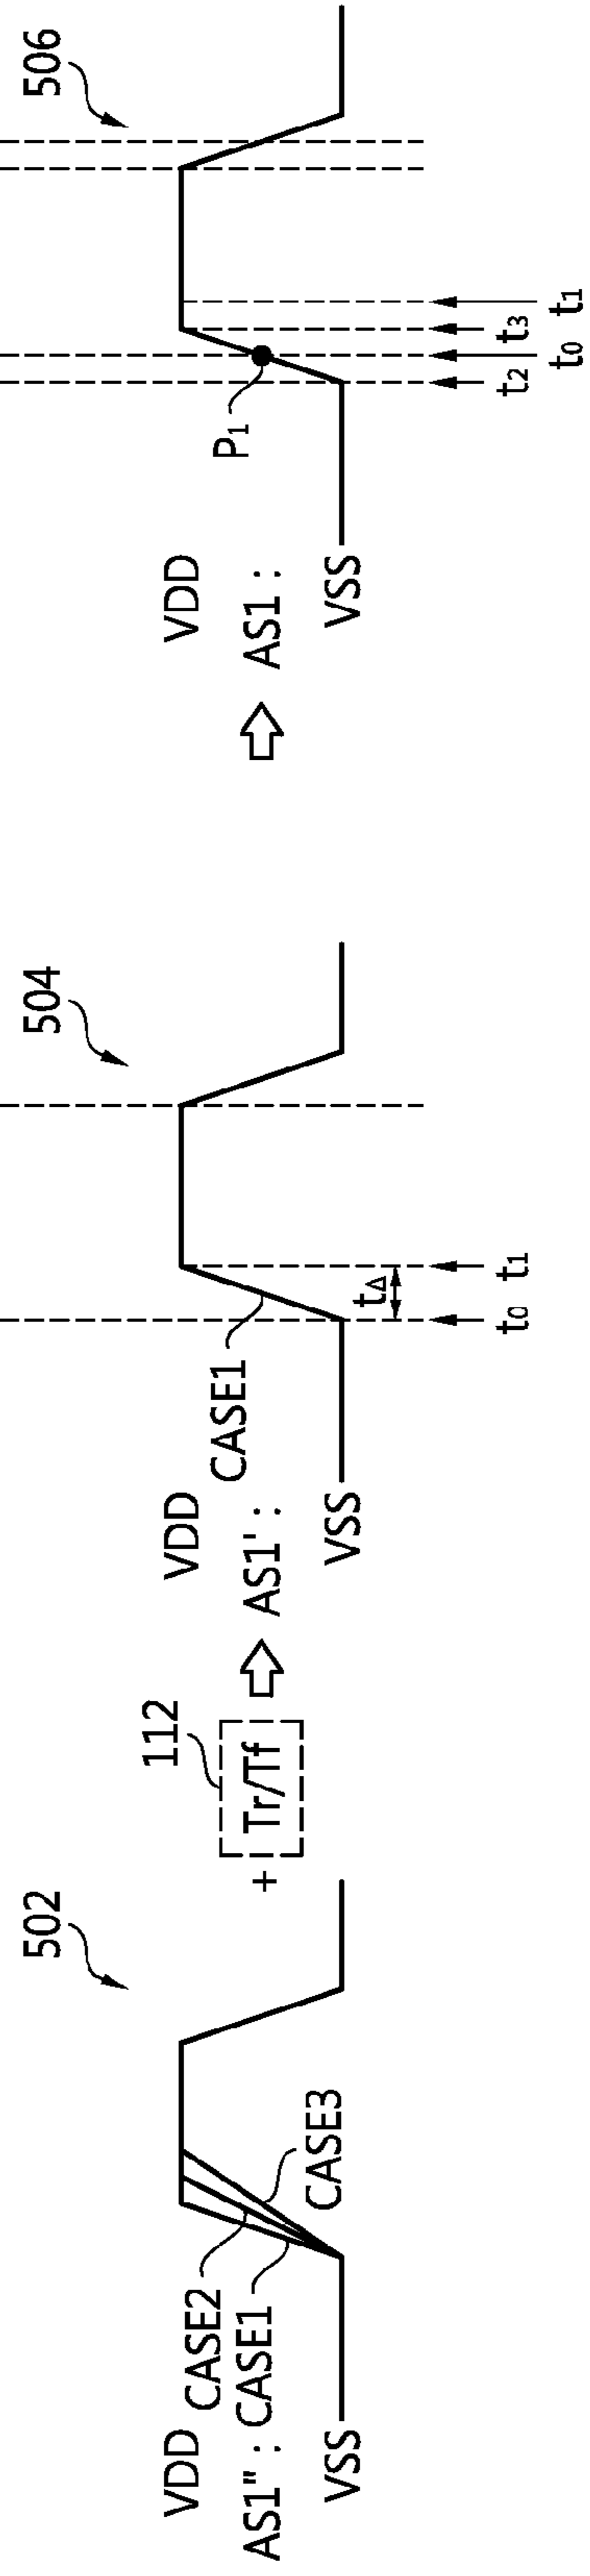 502
VDD
AS1" :
VSS
CASE2
CASE1
CASE3
+
112
Tr/Tf
504
VDD
AS1' :
VSS
CASE1
tΔ
t0
t1
506
VDD
AS1 :
VSS
P1
t2
t3
t0
t1